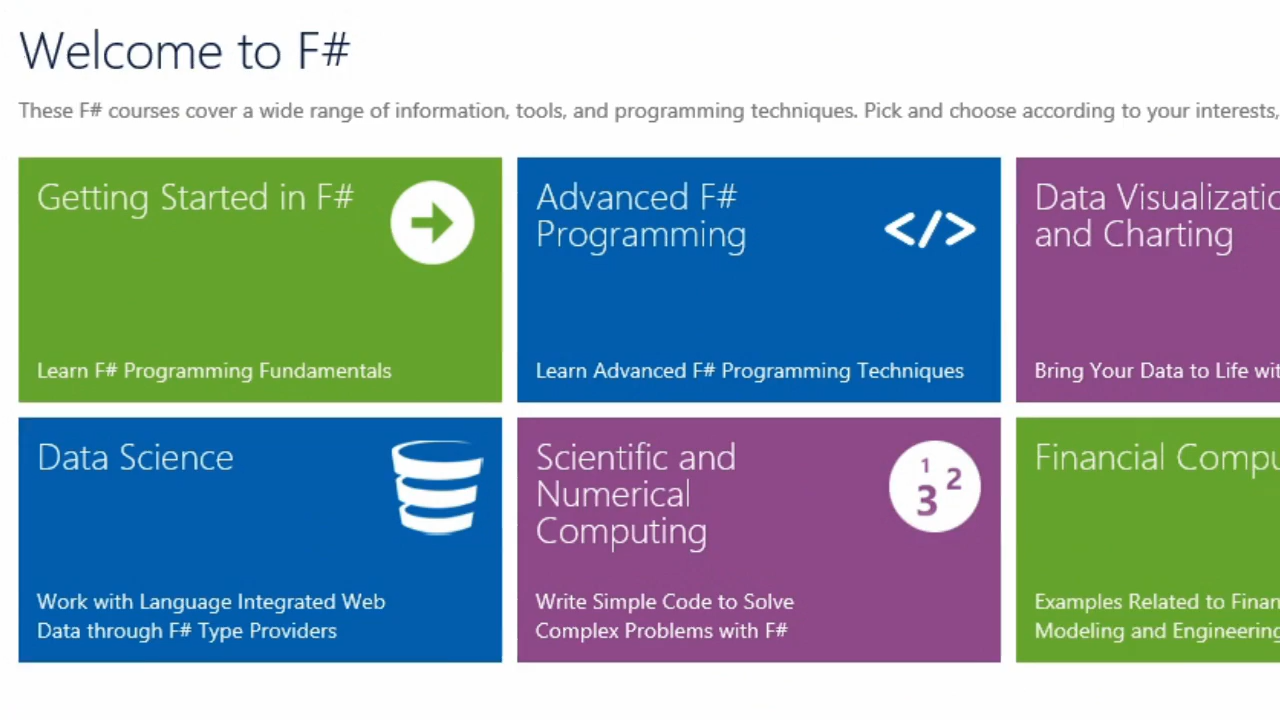 Welcome to F#
These F# courses cover a wide range of information, tools, and programming techniques. Pick and choose according to your interests,
Getting Started in F#
Learn F# Programming Fundamentals
Advanced F#
Programming
</>
Learn Advanced F# Programming Techniques
Data Visualizatio
and Charting
Bring Your Data to Life wit
Data Science
Work with Language Integrated Web
Data through F# Type Providers
Scientific and
Numerical
Computing
1
2
3
Write Simple Code to Solve
Complex Problems with F#
Financial Compu
Examples Related to Finan
Modeling and Engineering